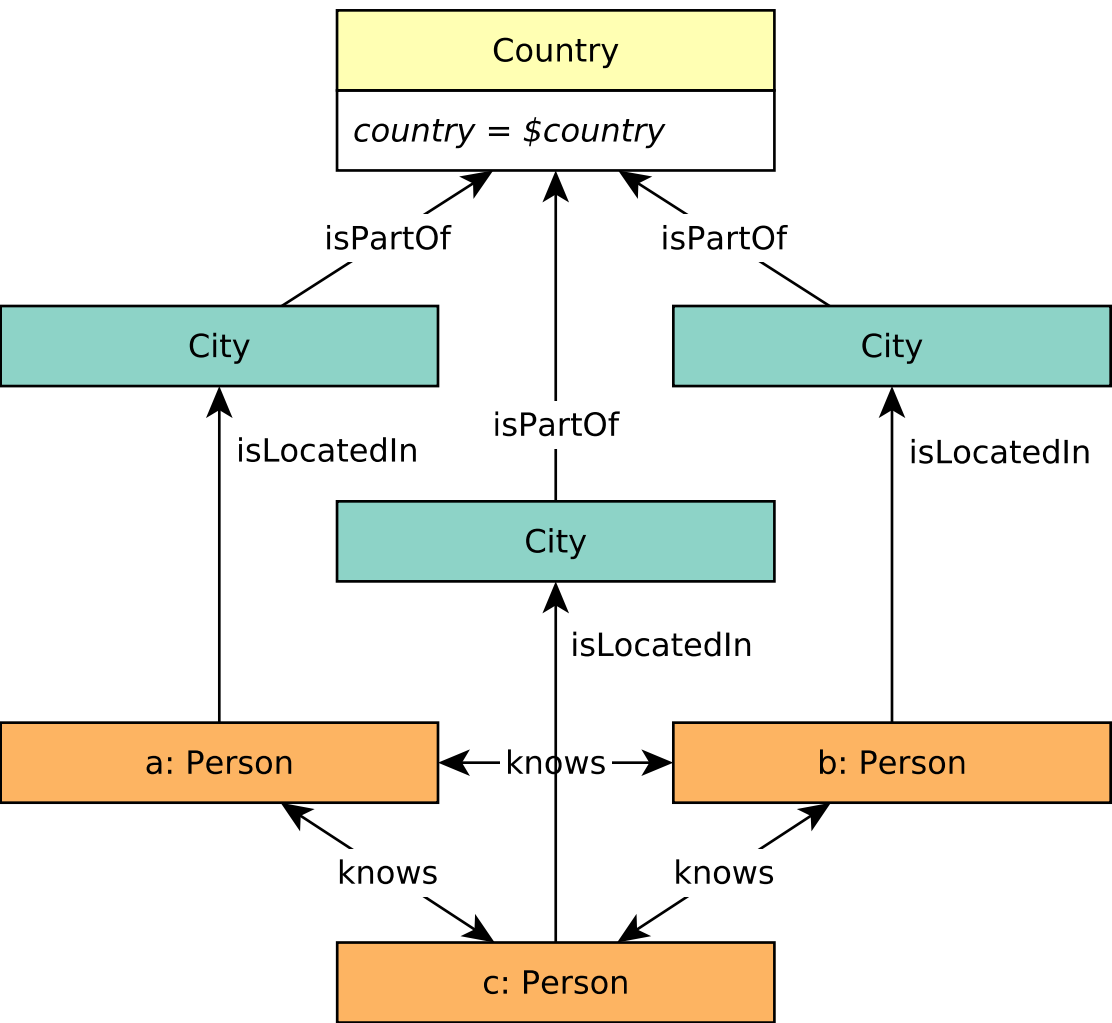 Country
country = $country
isPartOf
isPartOf
City
City
isPartOf
isLocatedIn
isLocatedIn
City
isLocatedIn
a: Person
knows
b: Person
knows
knows
c: Person